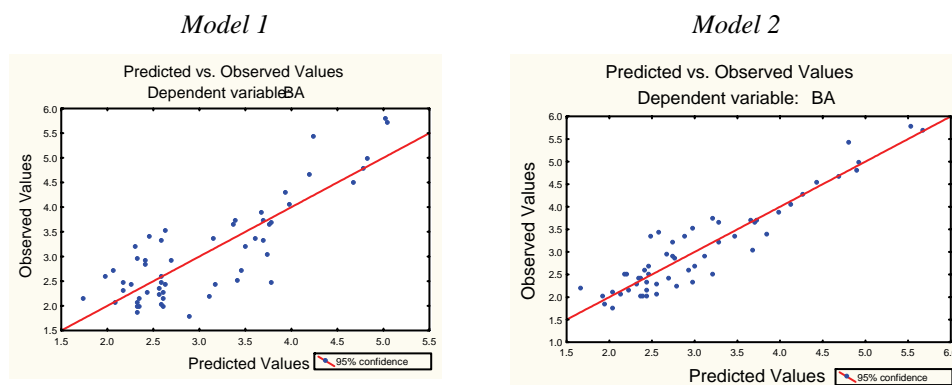 Model 1
Predicted vs. Observed Values
Dependent variable: BA
Observed Values
6.0
5.5
5.0
4.5
4.0
3.5
3.0
2.5
2.0
1.5
1.5 2.0 2.5 3.0 3.5 4.0 4.5 5.0 5.5
Predicted Values
95% confidence
Model 2
Predicted vs. Observed Values
Dependent variable: BA
Observed Values
6.0
5.5
5.0
4.5
4.0
3.5
3.0
2.5
2.0
1.5
1.0
1.5 2.0 2.5 3.0 3.5 4.0 4.5 5.0 5.5 6.
Predicted Values
95% confidence